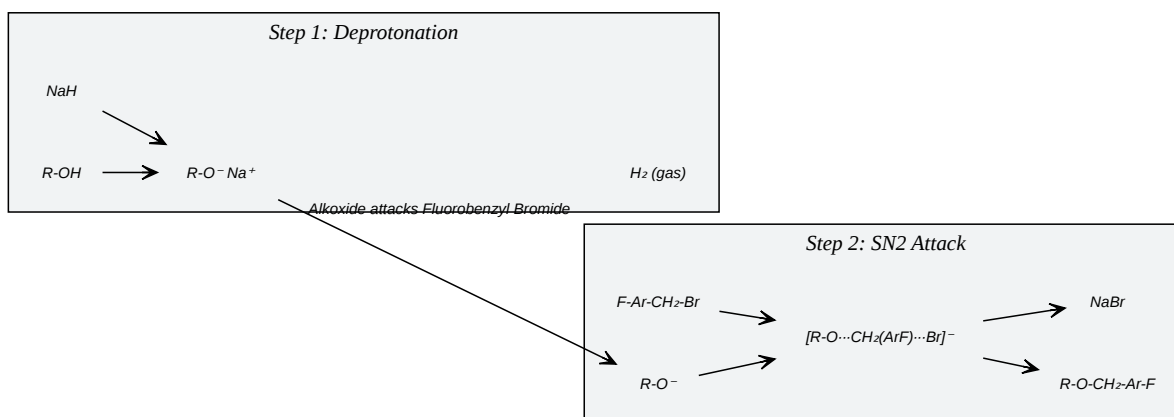 Step 1: Deprotonation
NaH
R-OH
R-O⁻ Na⁺
H₂ (gas)
Alkoxide attacks Fluorobenzyl Bromide
Step 2: SN2 Attack
F-Ar-CH₂-Br
NaBr
[R-O···CH₂(ArF)···Br]⁻
R-O⁻
R-O-CH₂-Ar-F